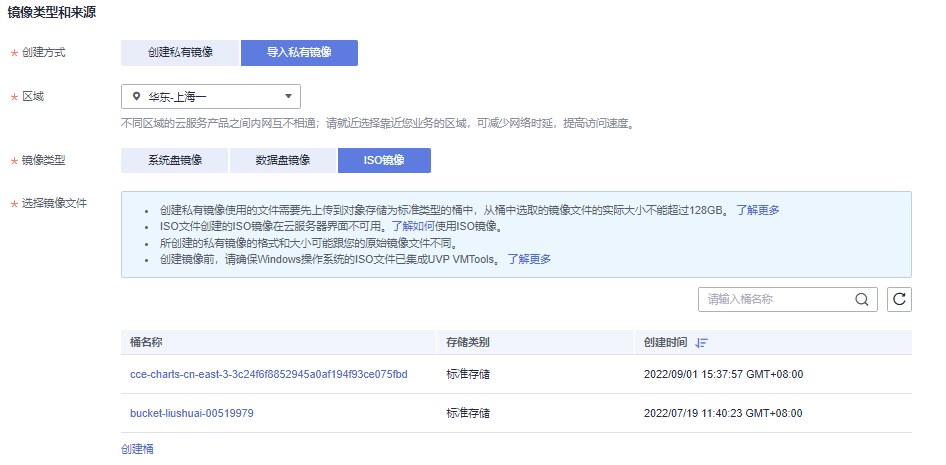 镜像类型和来源
* 创建方式 创建私有镜像 导入私有镜像
* 区域 华东-上海一
不同区域的云服务产品之间内网互不相通；请就近选择靠近您业务的区域，可减少网络时延，提高访问速度。
* 镜像类型 系统盘镜像 数据盘镜像 ISO镜像
* 选择镜像文件
• 创建私有镜像使用的文件需要先上传到对象存储为标准类型的桶中，从桶中选取的镜像文件的实际大小不能超过128GB。 了解更多
• ISO文件创建的ISO镜像在云服务器界面不可用。了解如何使用ISO镜像。
• 所创建的私有镜像的格式和大小可能跟您的原始镜像文件不同。
• 创建镜像前，请确保Windows操作系统的ISO文件已集成UVP VMTools。 了解更多
请输入桶名称
桶名称 存储类别 创建时间
cce-charts-cn-east-3-3c24f6f8852945a0af194f93ce075fbd 标准存储 2022/09/01 15:37:57 GMT+08:00
bucket-liushuai-00519979 标准存储 2022/07/19 11:40:23 GMT+08:00
创建桶